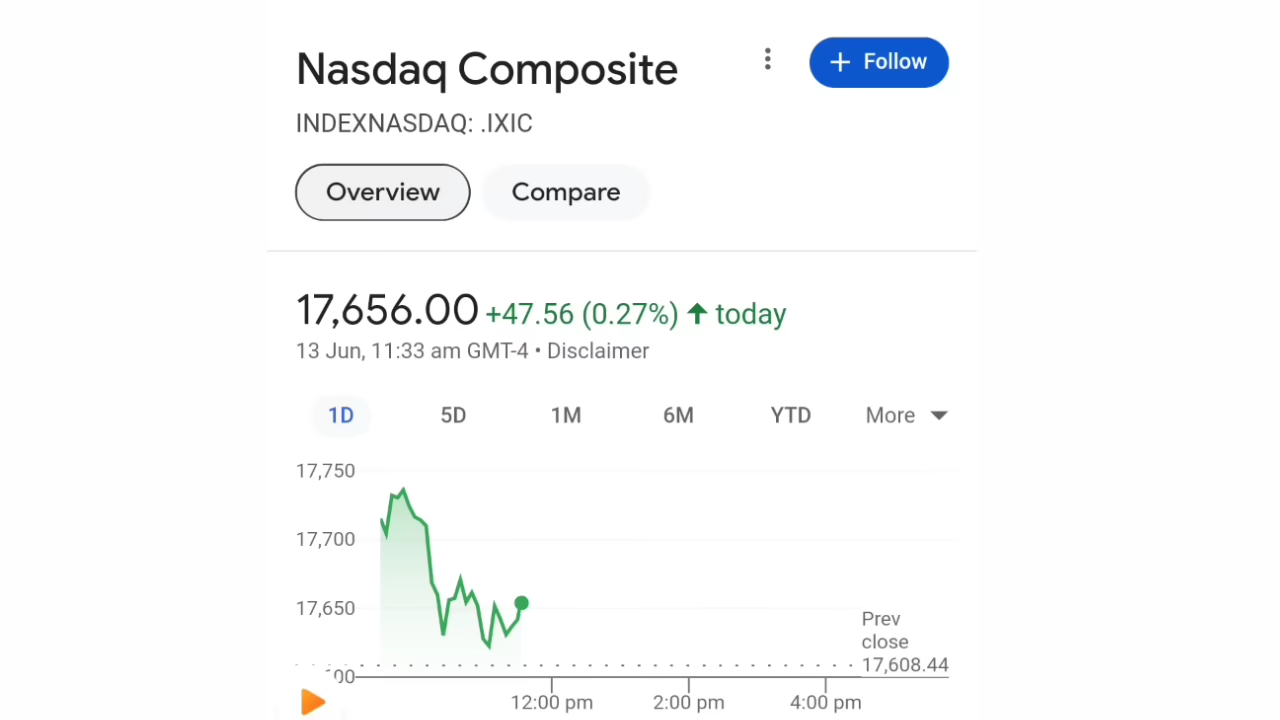 Nasdaq Composite
+ Follow
INDEXNASDAQ: .IXIC
Overview Compare
17,656.00 +47.56 (0.27%) ↑ today
13 Jun, 11:33 am GMT-4 • Disclaimer
1D 5D 1M 6M YTD More
17,750
17,700
17,650
Prev
close
17,608.44
12:00 pm 2:00 pm 4:00 pm